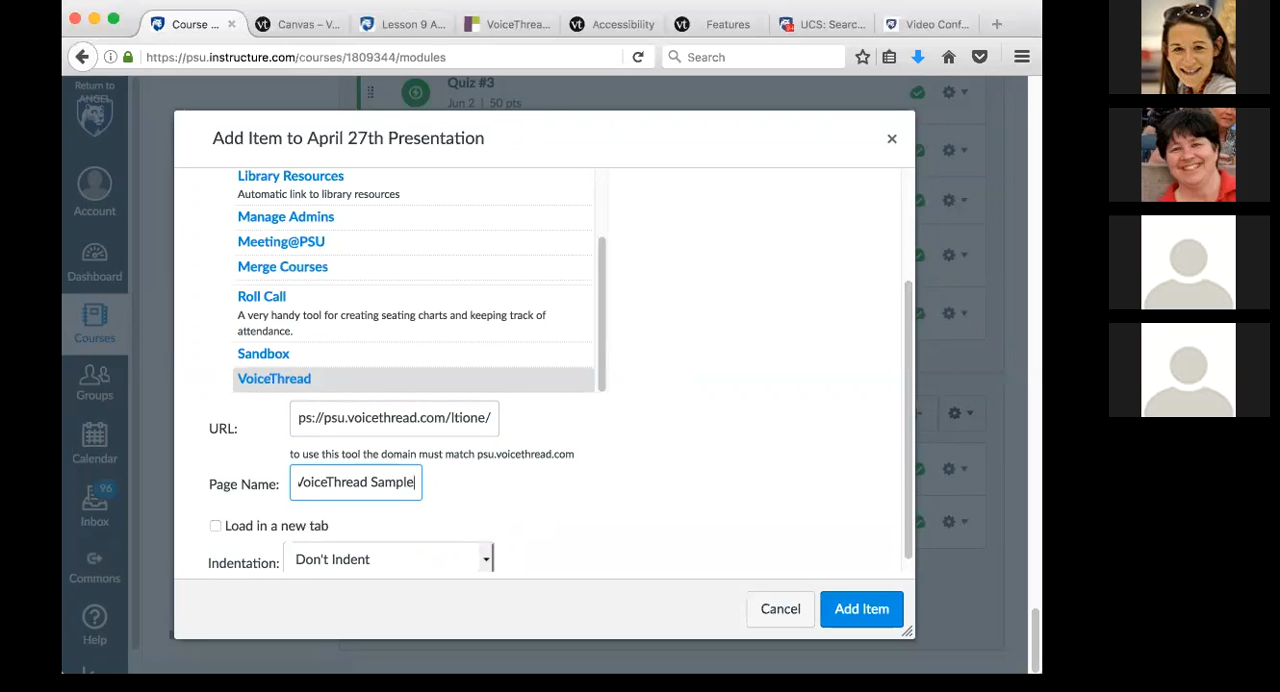 Course ... ×
Canvas – V...
Lesson 9 A...
VoiceThrea...
Accessibility
Features
UCS: Searc...
Video Conf...
https://psu.instructure.com/courses/1809344/modules
Search
Return to
ANGEL
Account
Dashboard
Courses
Groups
Calendar
96
Inbox
Commons
Help
Quiz #3
Jun 2 | 50 pts
Add Item to April 27th Presentation
Library Resources
Automatic link to library resources
Manage Admins
Meeting@PSU
Merge Courses
Roll Call
A very handy tool for creating seating charts and keeping track of
attendance.
Sandbox
VoiceThread
URL: ps://psu.voicethread.com/ltione/
to use this tool the domain must match psu.voicethread.com
Page Name: VoiceThread Sample
Load in a new tab
Indentation: Don't Indent
Cancel Add Item